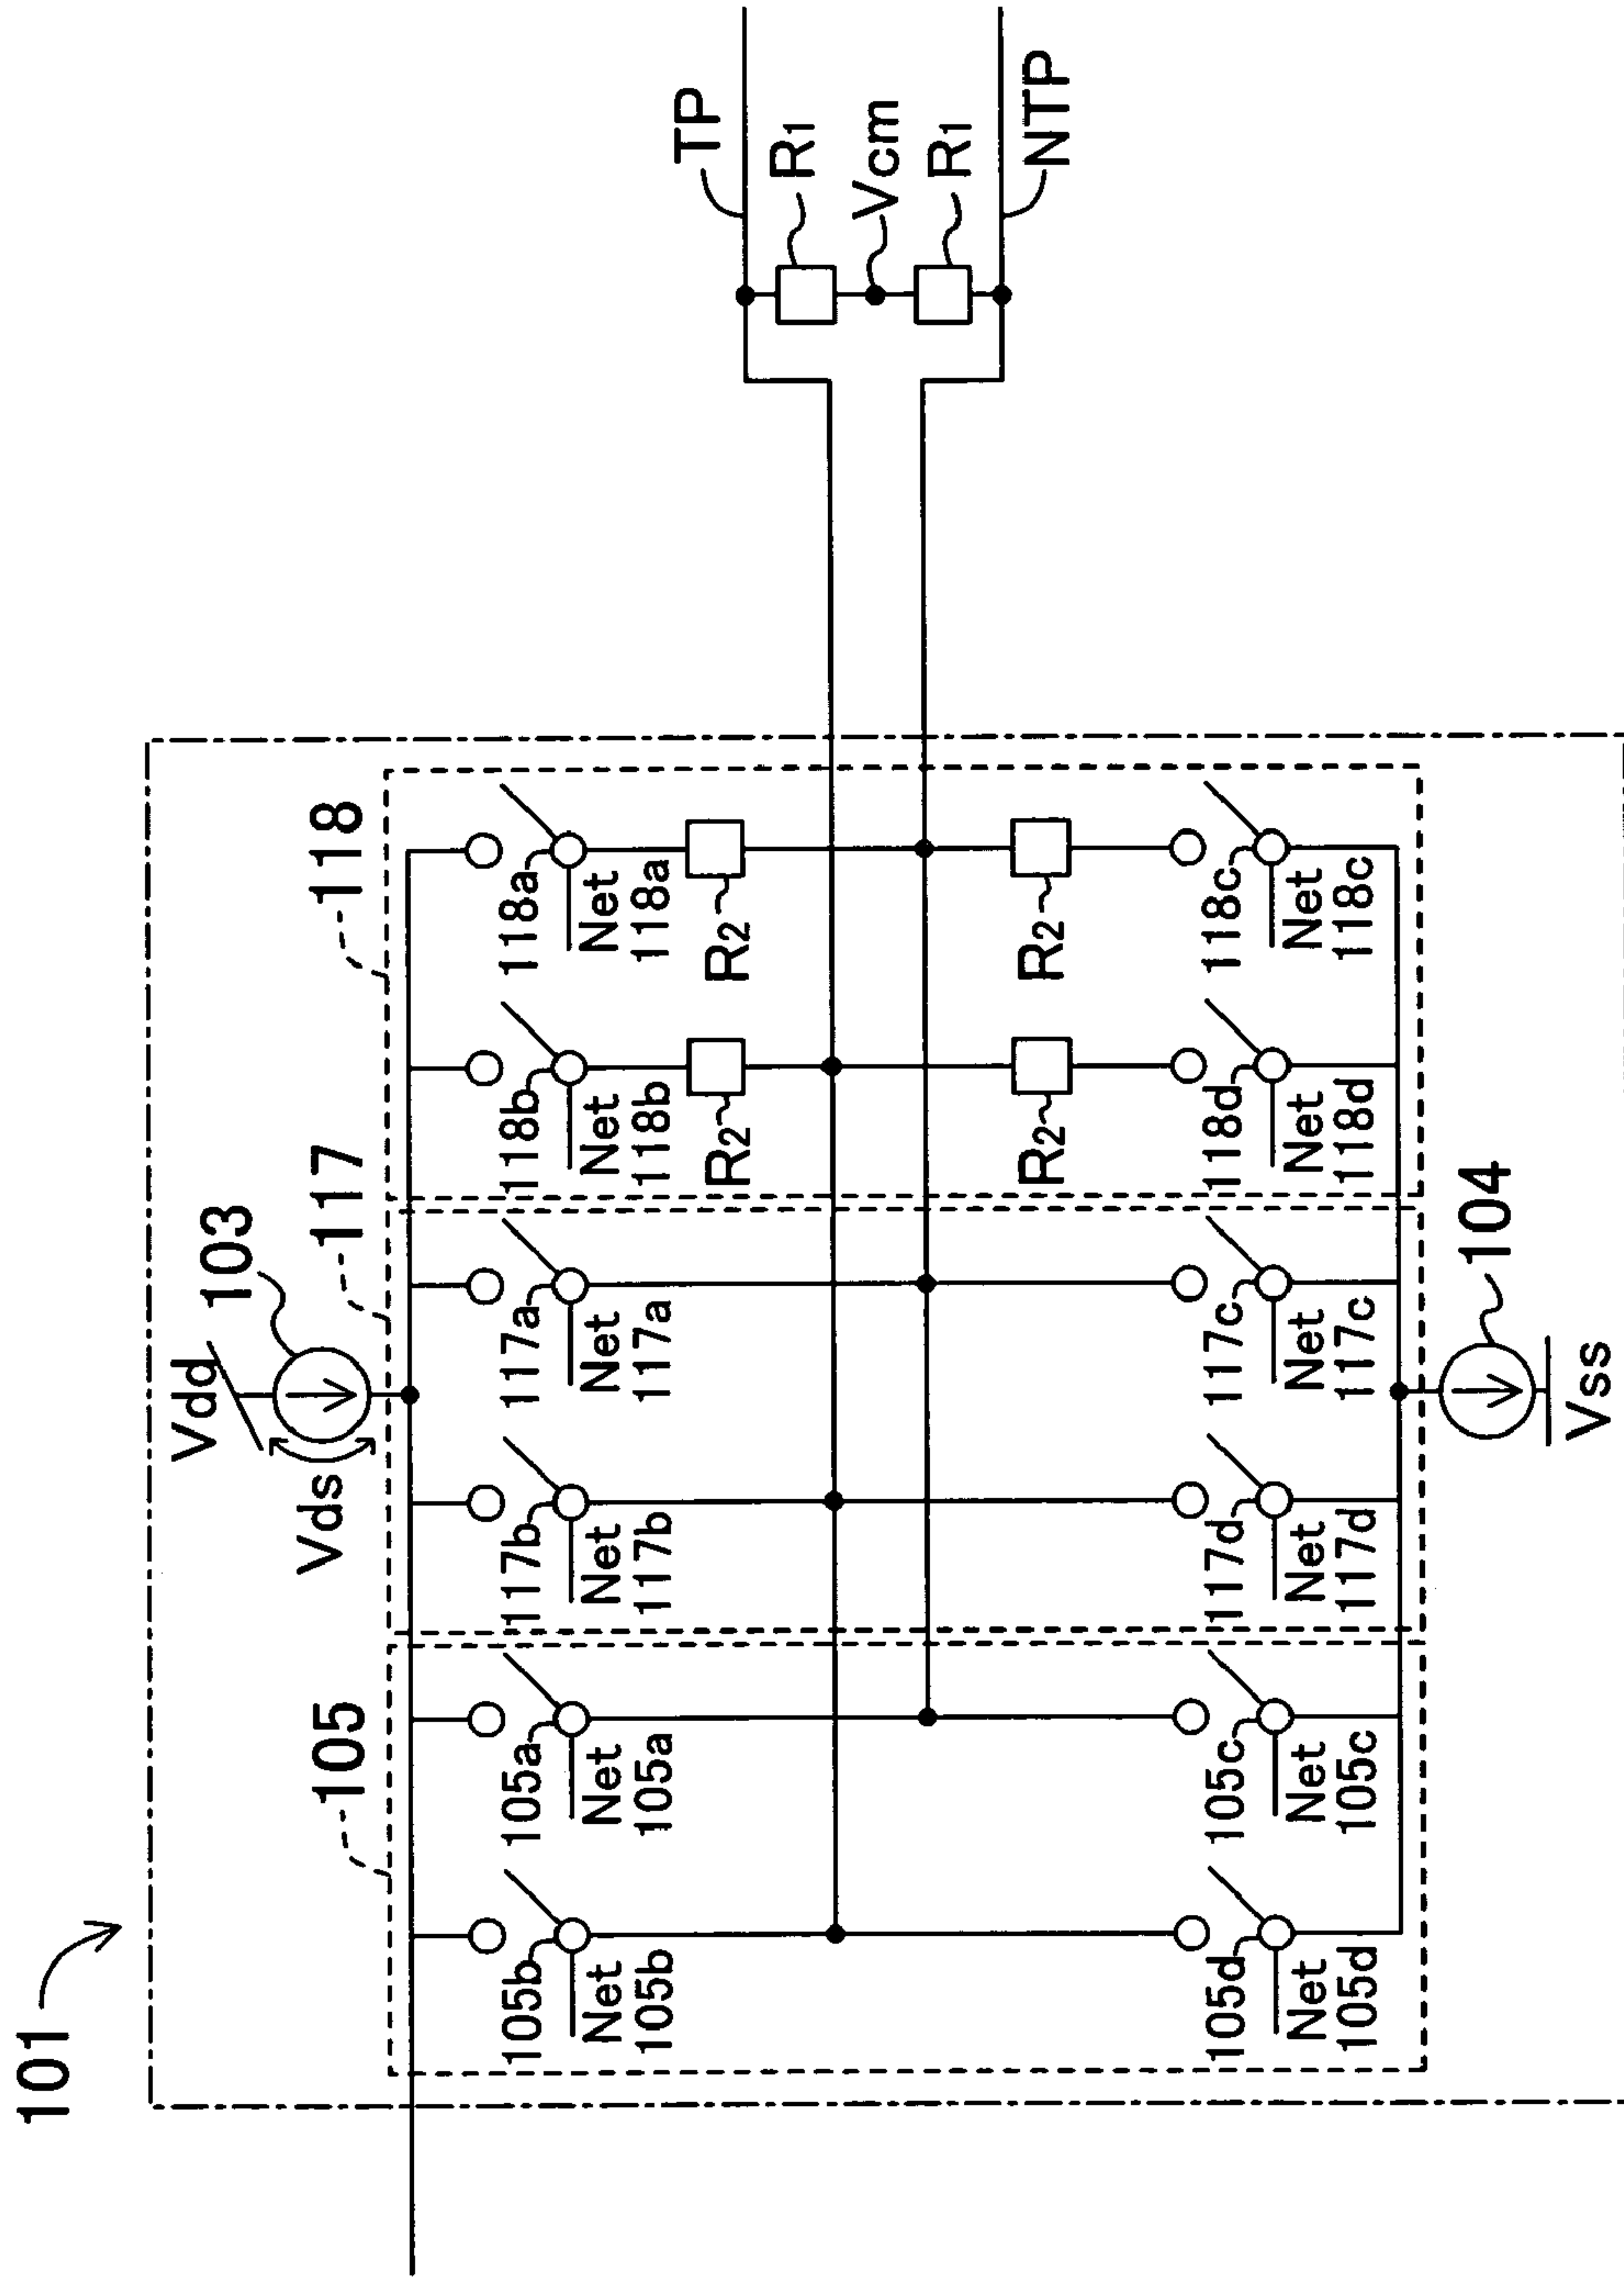 101
105
117
118
Vdd
103
Vds
105b
Net
105b
105a
Net
105a
117b
Net
117b
117a
Net
117a
118b
Net
118b
R2
118a
Net
118a
R2
TP
R1
Vcm
R1
NTP
R2
R2
105d
Net
105d
105c
Net
105c
117d
Net
117d
117c
Net
117c
118d
Net
118d
118c
Net
118c
104
Vss